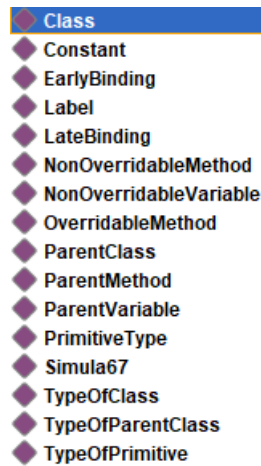 Class
Constant
EarlyBinding
Label
LateBinding
NonOverridableMethod
NonOverridableVariable
OverridableMethod
ParentClass
ParentMethod
ParentVariable
PrimitiveType
Simula67
TypeOfClass
TypeOfParentClass
TypeOfPrimitive